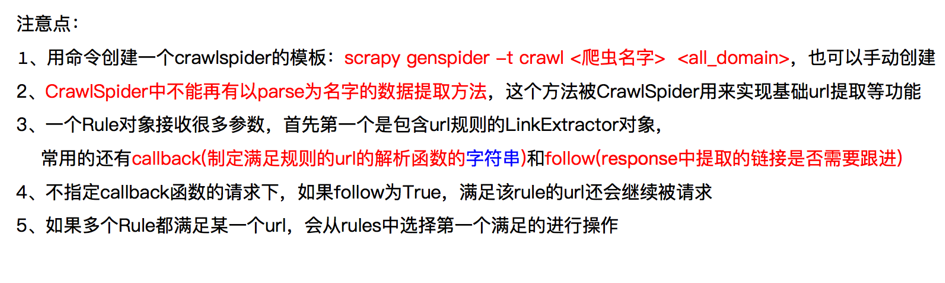 注意点：
1、用命令创建一个crawlspider的模板：scrapy genspider -t crawl <爬虫名字> <all_domain>，也可以手动创建
2、CrawlSpider中不能再有以parse为名字的数据提取方法，这个方法被CrawlSpider用来实现基础url提取等功能
3、一个Rule对象接收很多参数，首先第一个是包含url规则的LinkExtractor对象，
常用的还有callback(制定满足规则的url的解析函数的字符串)和follow(response中提取的链接是否需要跟进)
4、不指定callback函数的请求下，如果follow为True，满足该rule的url还会继续被请求
5、如果多个Rule都满足某一个url，会从rules中选择第一个满足的进行操作